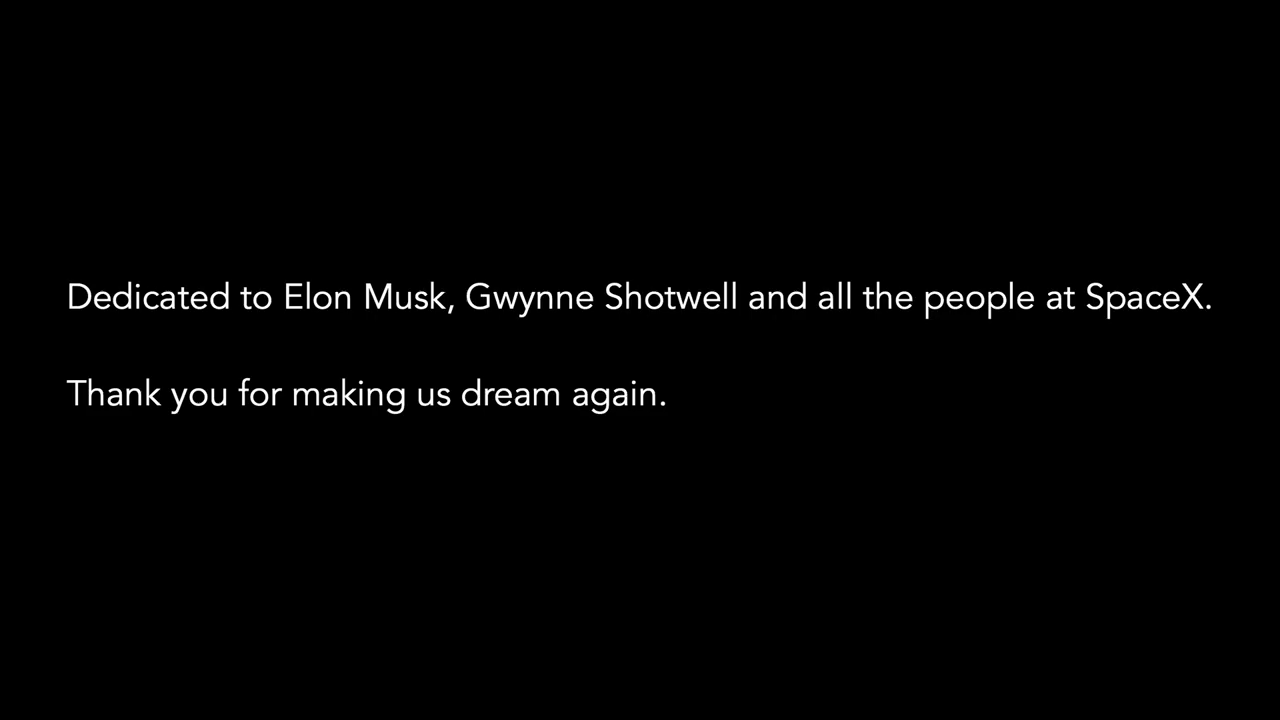 Dedicated to Elon Musk, Gwynne Shotwell and all the people at SpaceX.
Thank you for making us dream again.